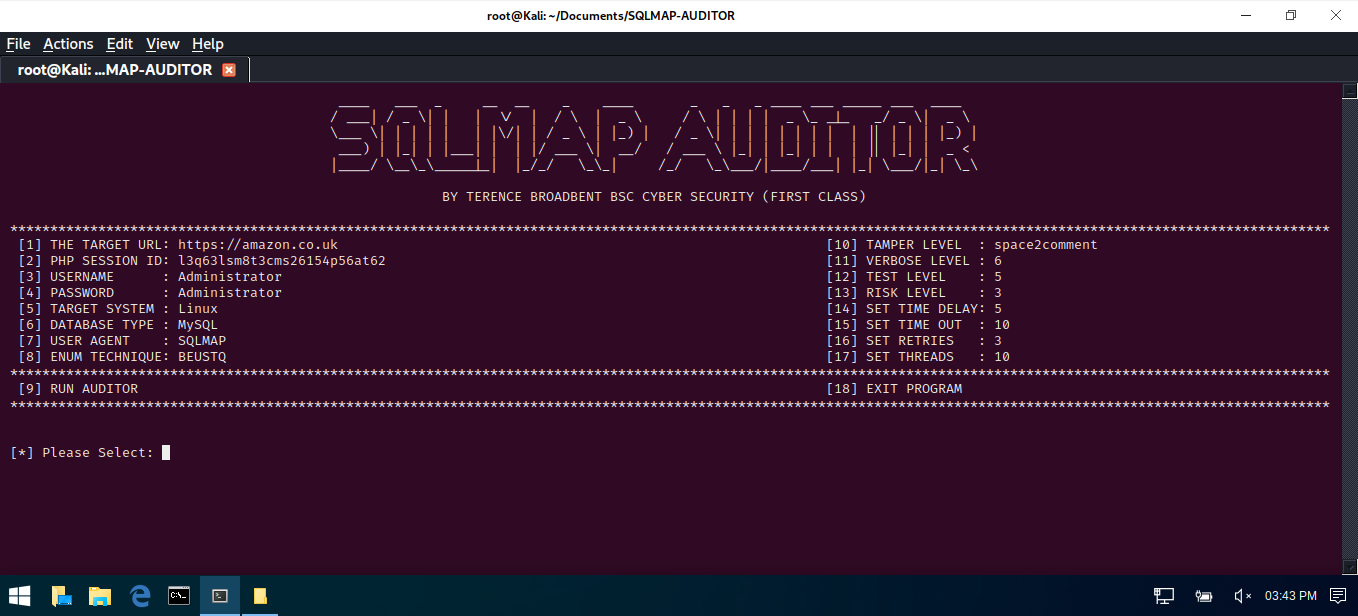 root@Kali: ~/Documents/SQLMAP-AUDITOR
File Actions Edit View Help
root@Kali: ...MAP-AUDITOR
SQLMAP AUDITOR
BY TERENCE BROADBENT BSC CYBER SECURITY (FIRST CLASS)
[1] THE TARGET URL: https://amazon.co.uk [10] TAMPER LEVEL : space2comment
[2] PHP SESSION ID: l3q63lsm8t3cms26154p56at62 [11] VERBOSE LEVEL : 6
[3] USERNAME : Administrator [12] TEST LEVEL : 5
[4] PASSWORD : Administrator [13] RISK LEVEL : 3
[5] TARGET SYSTEM : Linux [14] SET TIME DELAY: 5
[6] DATABASE TYPE : MySQL [15] SET TIME OUT : 10
[7] USER AGENT : SQLMAP [16] SET RETRIES : 3
[8] ENUM TECHNIQUE: BEUSTQ [17] SET THREADS : 10
[9] RUN AUDITOR [18] EXIT PROGRAM
[*] Please Select:
03:43 PM